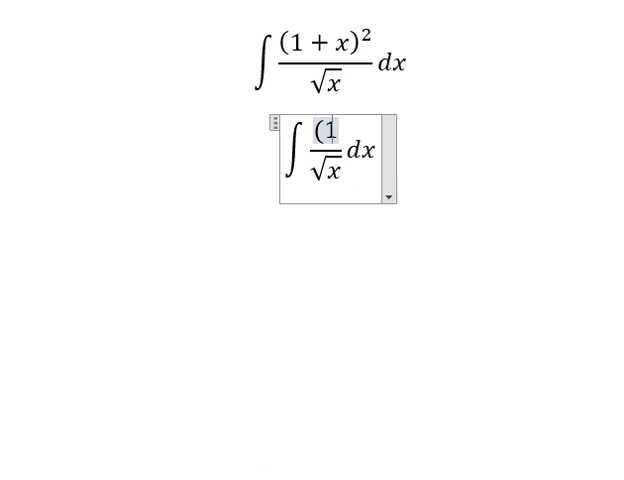 ∫ (1 + x)² / √x dx
∫ (1 / √x dx